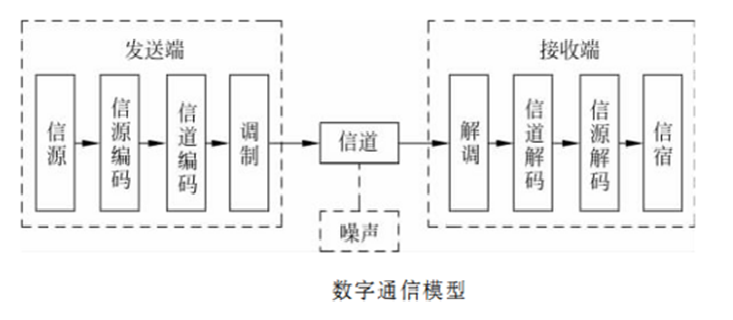 发送端
接收端
信源
信源编码
信道编码
调制
信道
噪声
解调
信道解码
信源解码
信宿
数字通信模型